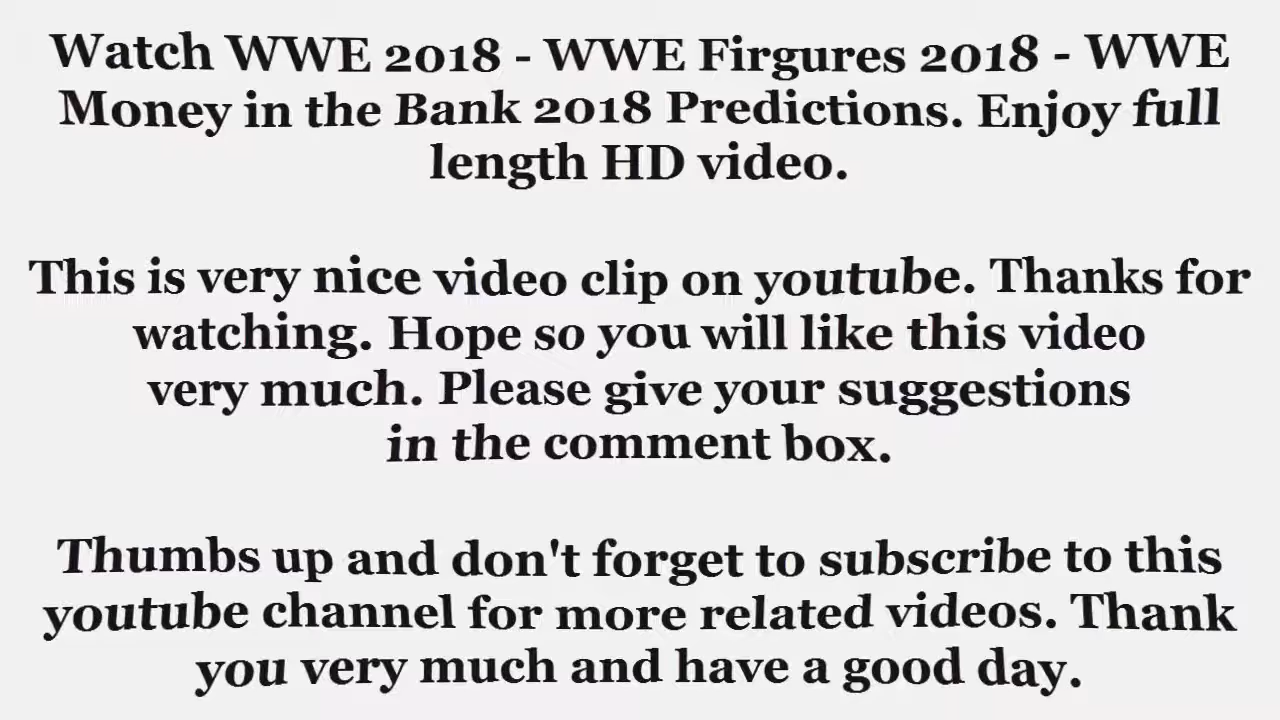 Watch WWE 2018 - WWE Firgures 2018 - WWE
Money in the Bank 2018 Predictions. Enjoy full
length HD video.
This is very nice video clip on youtube. Thanks for
watching. Hope so you will like this video
very much. Please give your suggestions
in the comment box.
Thumbs up and don't forget to subscribe to this
youtube channel for more related videos. Thank
you very much and have a good day.